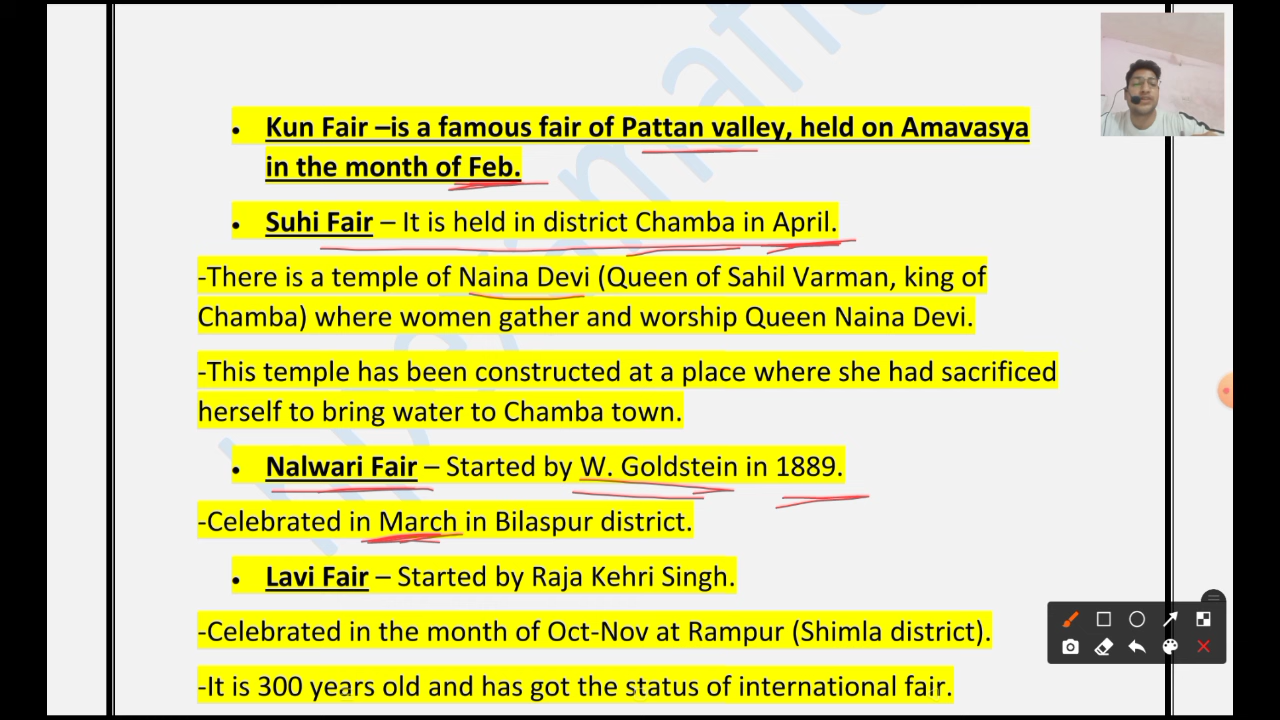 • Kun Fair –is a famous fair of Pattan valley, held on Amavasya
in the month of Feb.
• Suhi Fair – It is held in district Chamba in April.
-There is a temple of Naina Devi (Queen of Sahil Varman, king of
Chamba) where women gather and worship Queen Naina Devi.
-This temple has been constructed at a place where she had sacrificed
herself to bring water to Chamba town.
• Nalwari Fair – Started by W. Goldstein in 1889.
-Celebrated in March in Bilaspur district.
• Lavi Fair – Started by Raja Kehri Singh.
-Celebrated in the month of Oct-Nov at Rampur (Shimla district).
-It is 300 years old and has got the status of international fair.